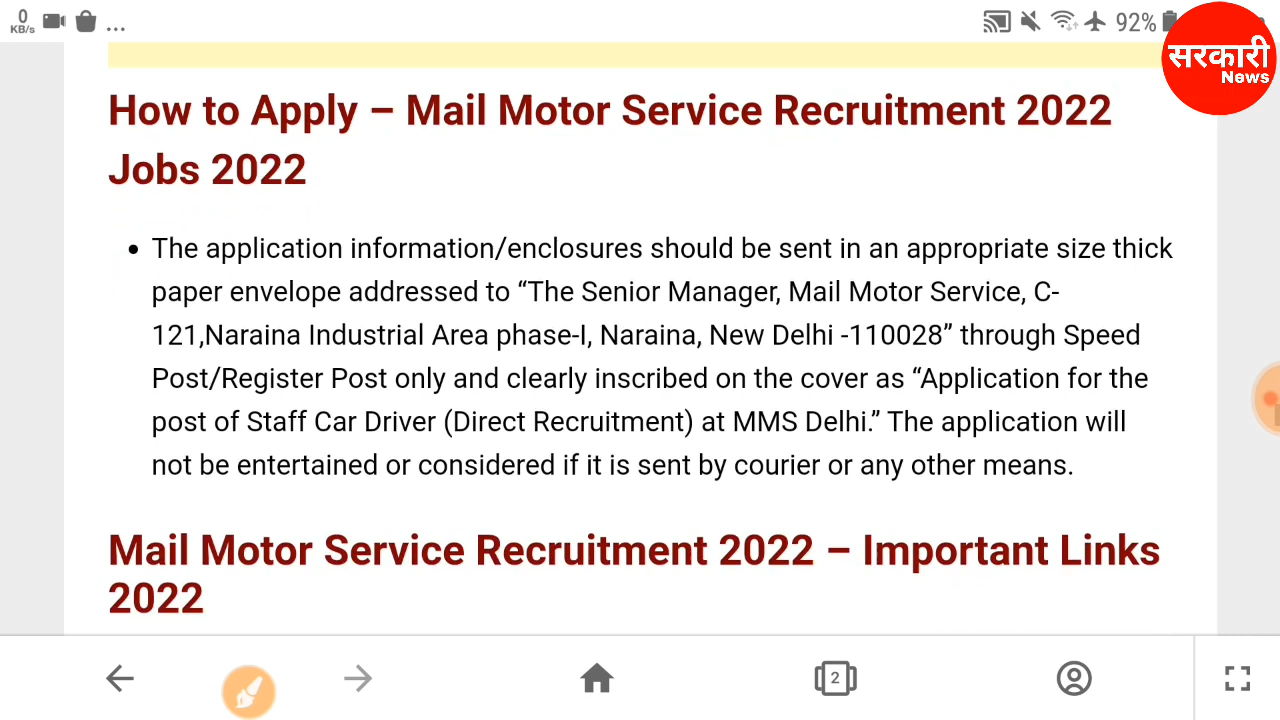 0
KB/s
...
92%
सरकारी
News
How to Apply – Mail Motor Service Recruitment 2022
Jobs 2022
• The application information/enclosures should be sent in an appropriate size thick
paper envelope addressed to “The Senior Manager, Mail Motor Service, C-
121,Naraina Industrial Area phase-I, Naraina, New Delhi -110028” through Speed
Post/Register Post only and clearly inscribed on the cover as “Application for the
post of Staff Car Driver (Direct Recruitment) at MMS Delhi.” The application will
not be entertained or considered if it is sent by courier or any other means.
Mail Motor Service Recruitment 2022 – Important Links
2022
2